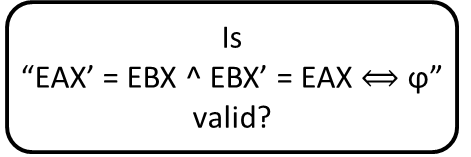 Is
“EAX’ = EBX ^ EBX’ = EAX ⟺ φ”
valid?